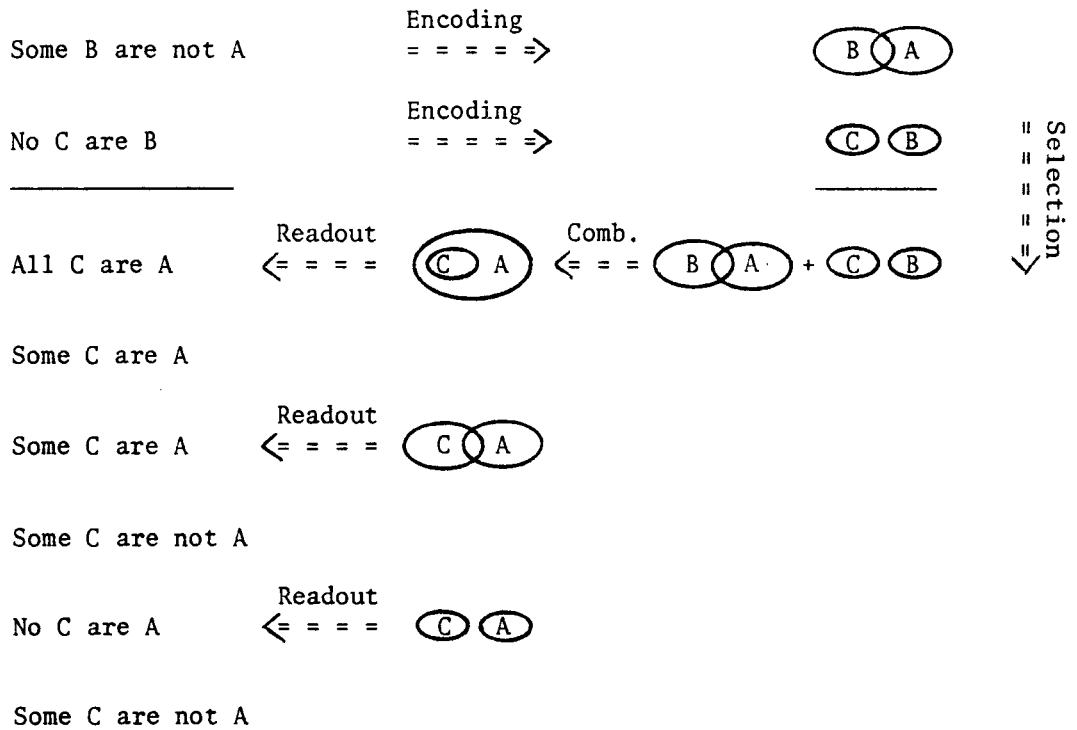 Encoding
Some B are not A = = = = => B A
Encoding
No C are B = = = = => C B
= = = = => Selection
Readout Comb.
All C are A <= = = = C A <= = = B A + C B
Some C are A
Readout
Some C are A <= = = = C A
Some C are not A
Readout
No C are A <= = = = C A
Some C are not A